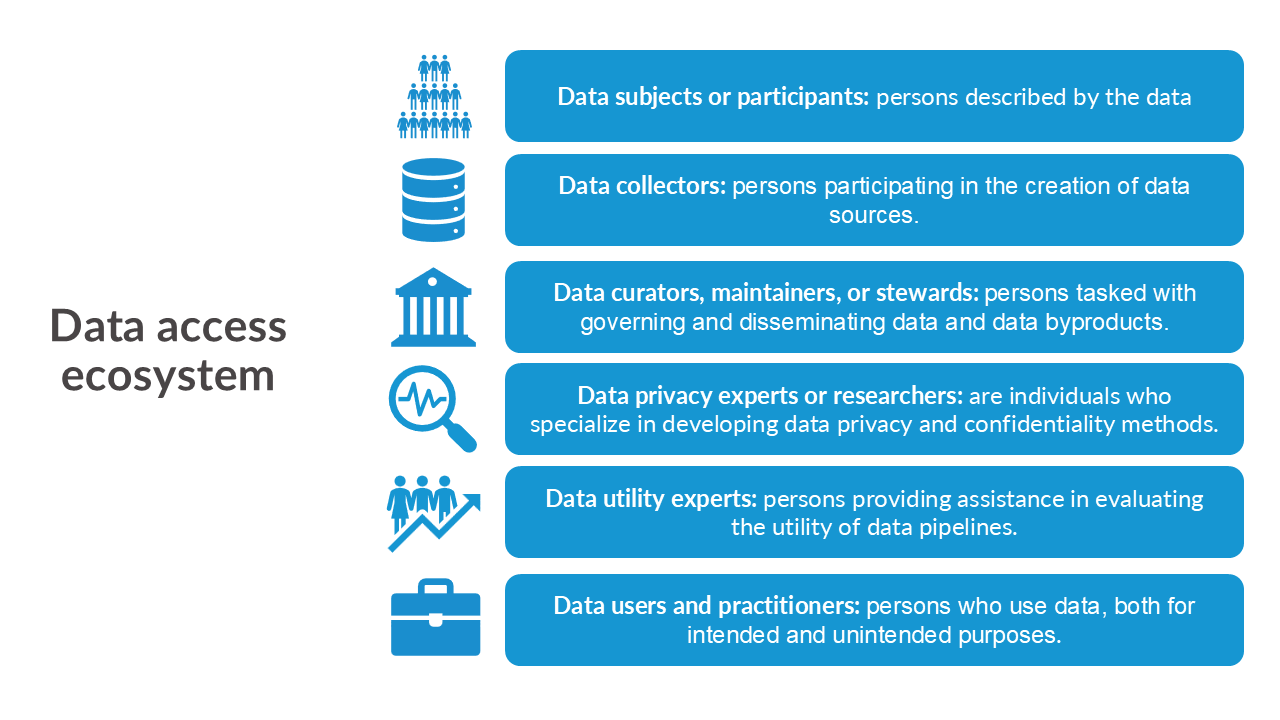 Data access
ecosystem
Data subjects or participants: persons described by the data
Data collectors: persons participating in the creation of data
sources.
Data curators, maintainers, or stewards: persons tasked with
governing and disseminating data and data byproducts.
Data privacy experts or researchers: are individuals who
specialize in developing data privacy and confidentiality methods.
Data utility experts: persons providing assistance in evaluating
the utility of data pipelines.
Data users and practitioners: persons who use data, both for
intended and unintended purposes.